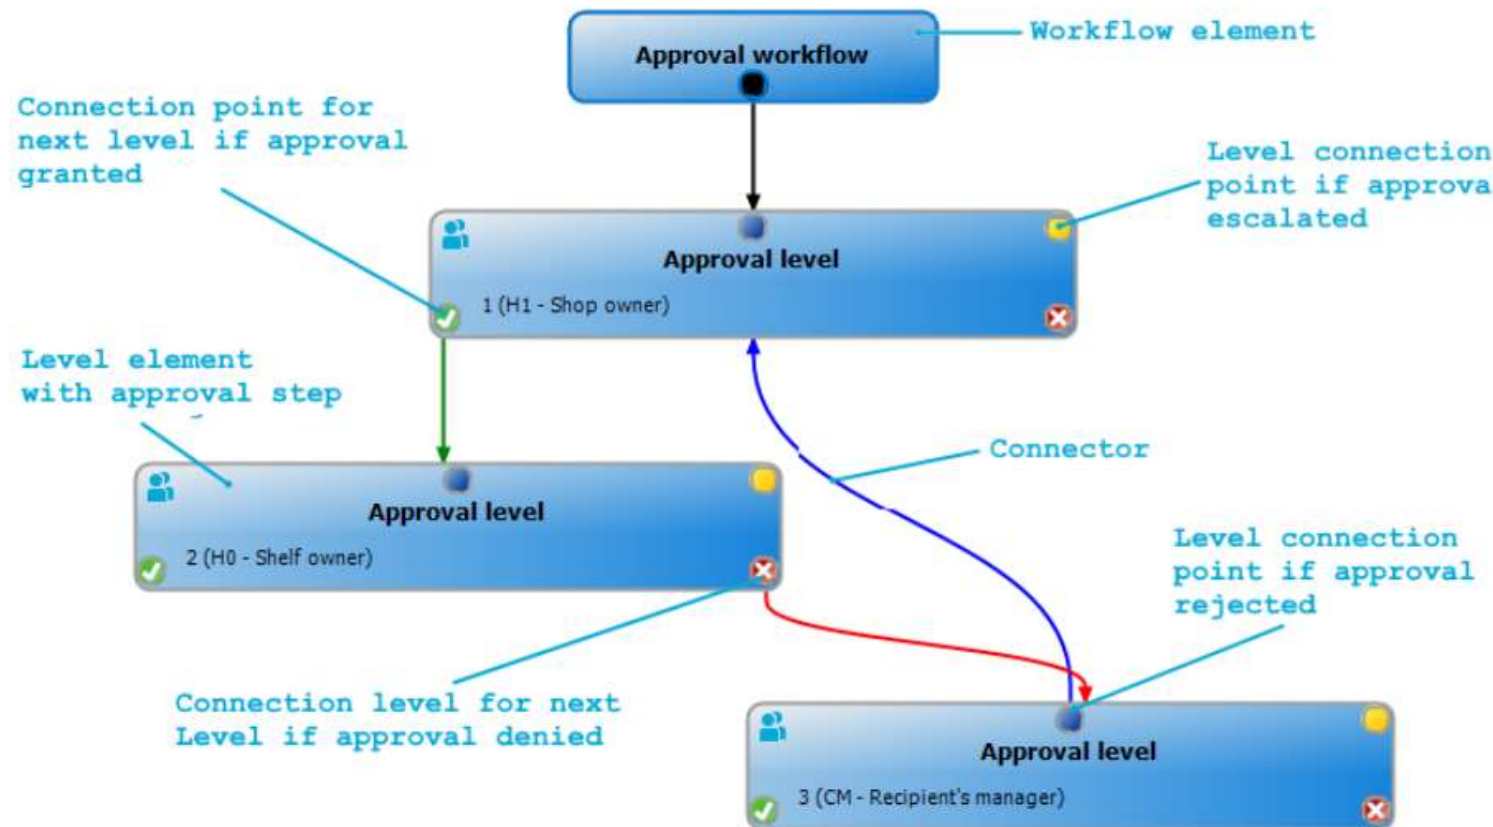 Approval workflow
Workflow element
Connection point for
next level if approval
granted
Level connection
point if approva
escalated
Approval level
1 (H1 - Shop owner)
Level element
with approval step
Connector
Approval level
2 (H0 - Shelf owner)
Level connection
point if approval
rejected
Connection level for next
Level if approval denied
Approval level
3 (CM - Recipient's manager)